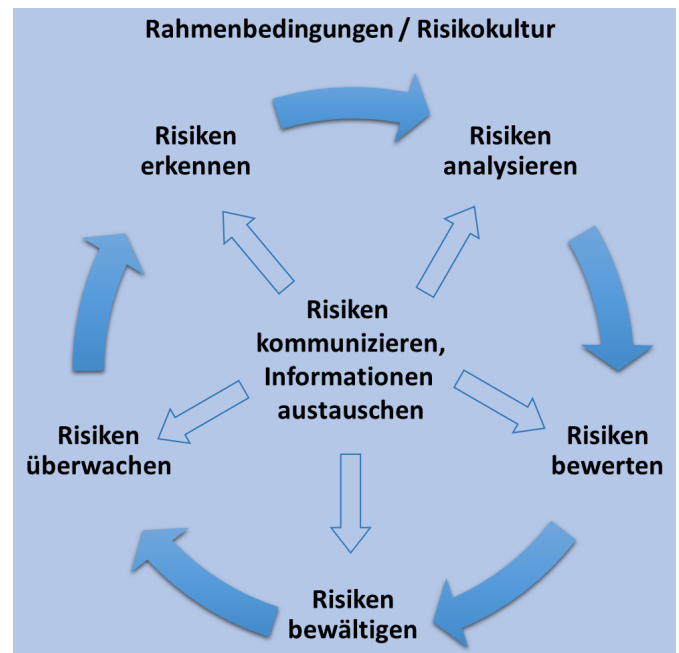 Rahmenbedingungen / Risikokultur
Risiken
erkennen
Risiken
analysieren
Risiken
kommunizieren,
Informationen
austauschen
Risiken
überwachen
Risiken
bewerten
Risiken
bewältigen